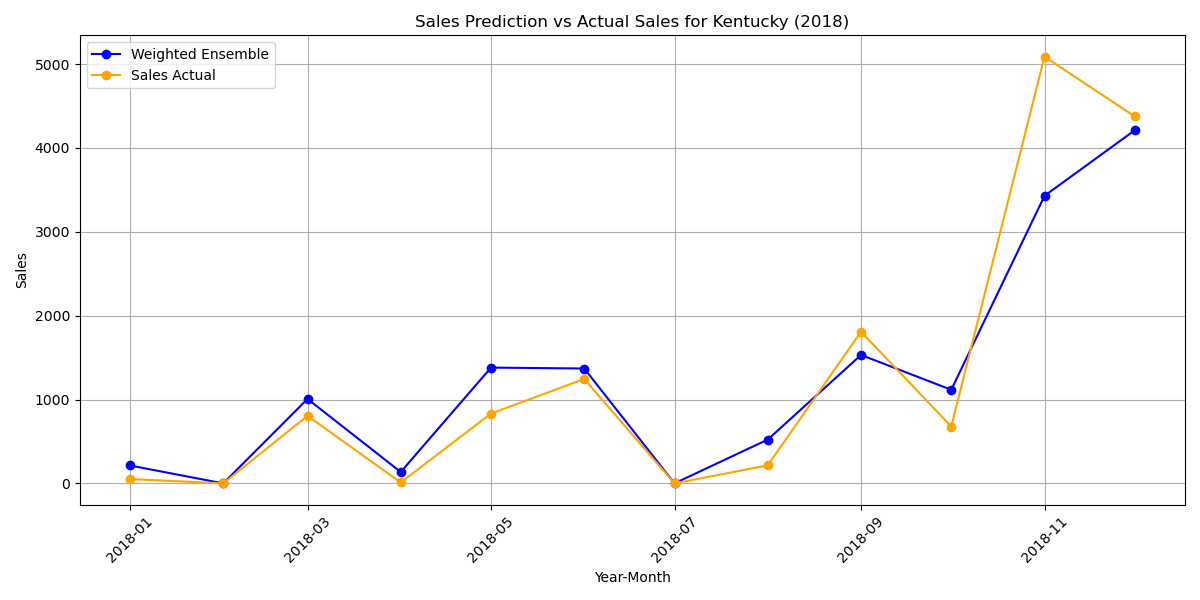 Sales Prediction vs Actual Sales for Kentucky (2018)
Weighted Ensemble
Sales Actual
5000
4000
3000
2000
1000
0
Sales
2018-01
2018-03
2018-05
2018-07
2018-09
2018-11
Year-Month